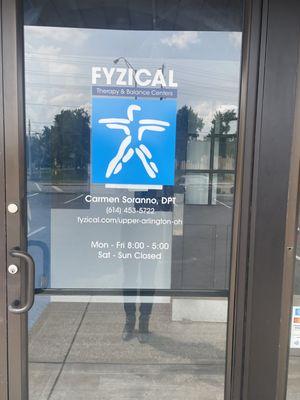 FYZICAL
Therapy & Balance Centers
Carmen Soranno, DPT
(614) 453-5722
fyzical.com/upper-arlington-oh
Mon - Fri 8:00 - 5:00
Sat - Sun Closed